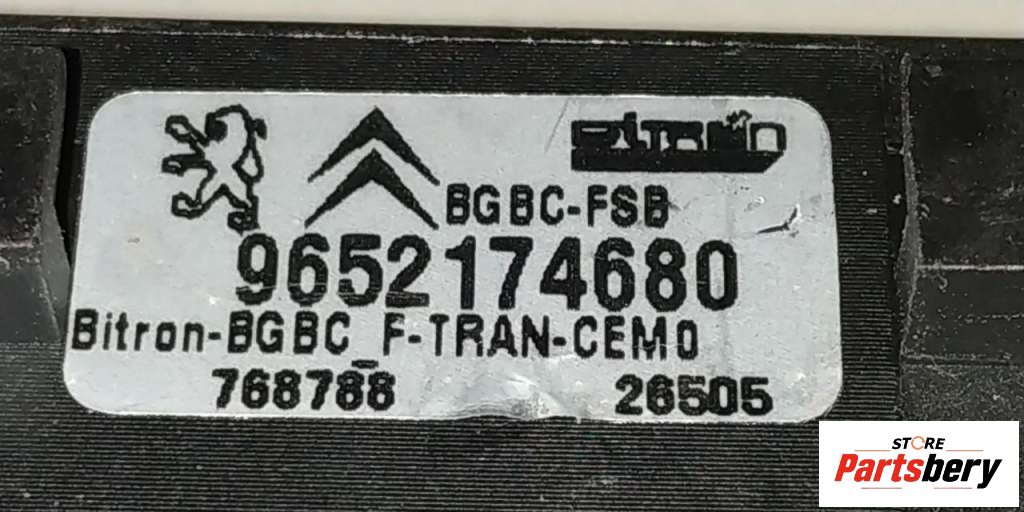 BITRON
BGBC-FSB
9652174680
Bitron-BGBC_F-TRAN-CEM0
768788
26505
STORE
Partsbery